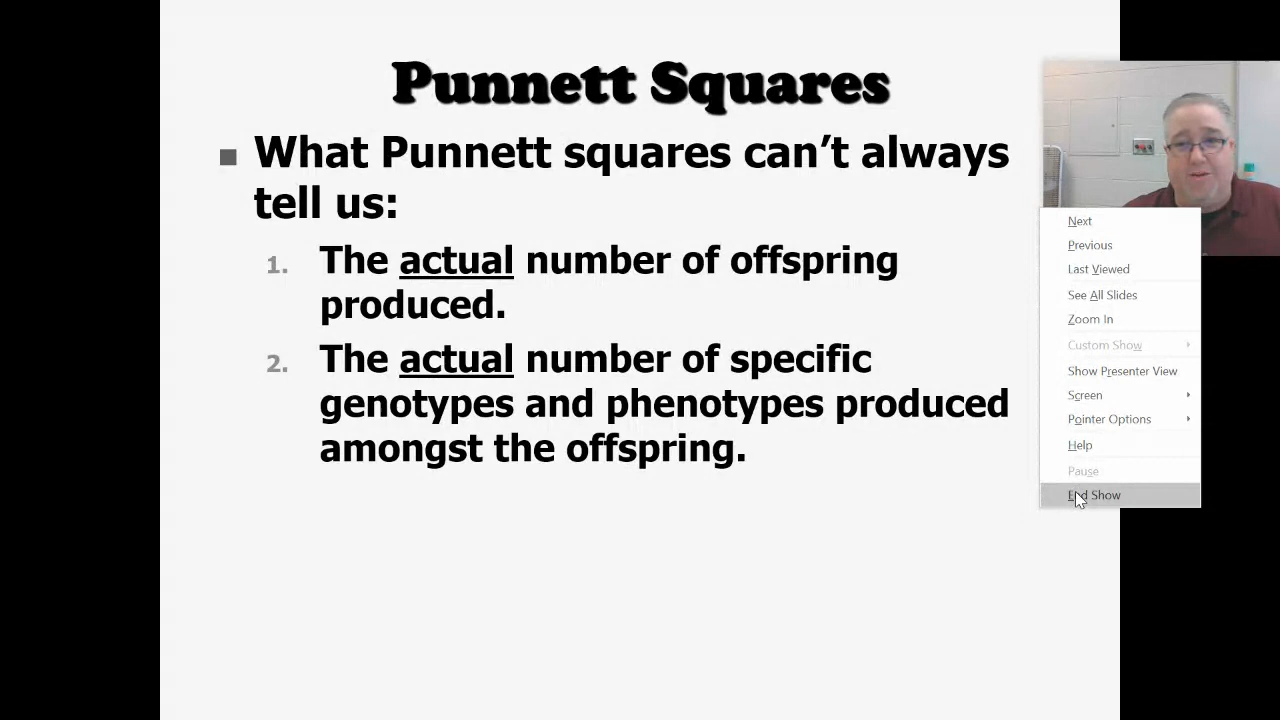 Punnett Squares
What Punnett squares can't always
tell us:
1. The actual number of offspring
produced.
2. The actual number of specific
genotypes and phenotypes produced
amongst the offspring.
Next
Previous
Last Viewed
See All Slides
Zoom In
Custom Show
Show Presenter View
Screen
Pointer Options
Help
Pause
End Show